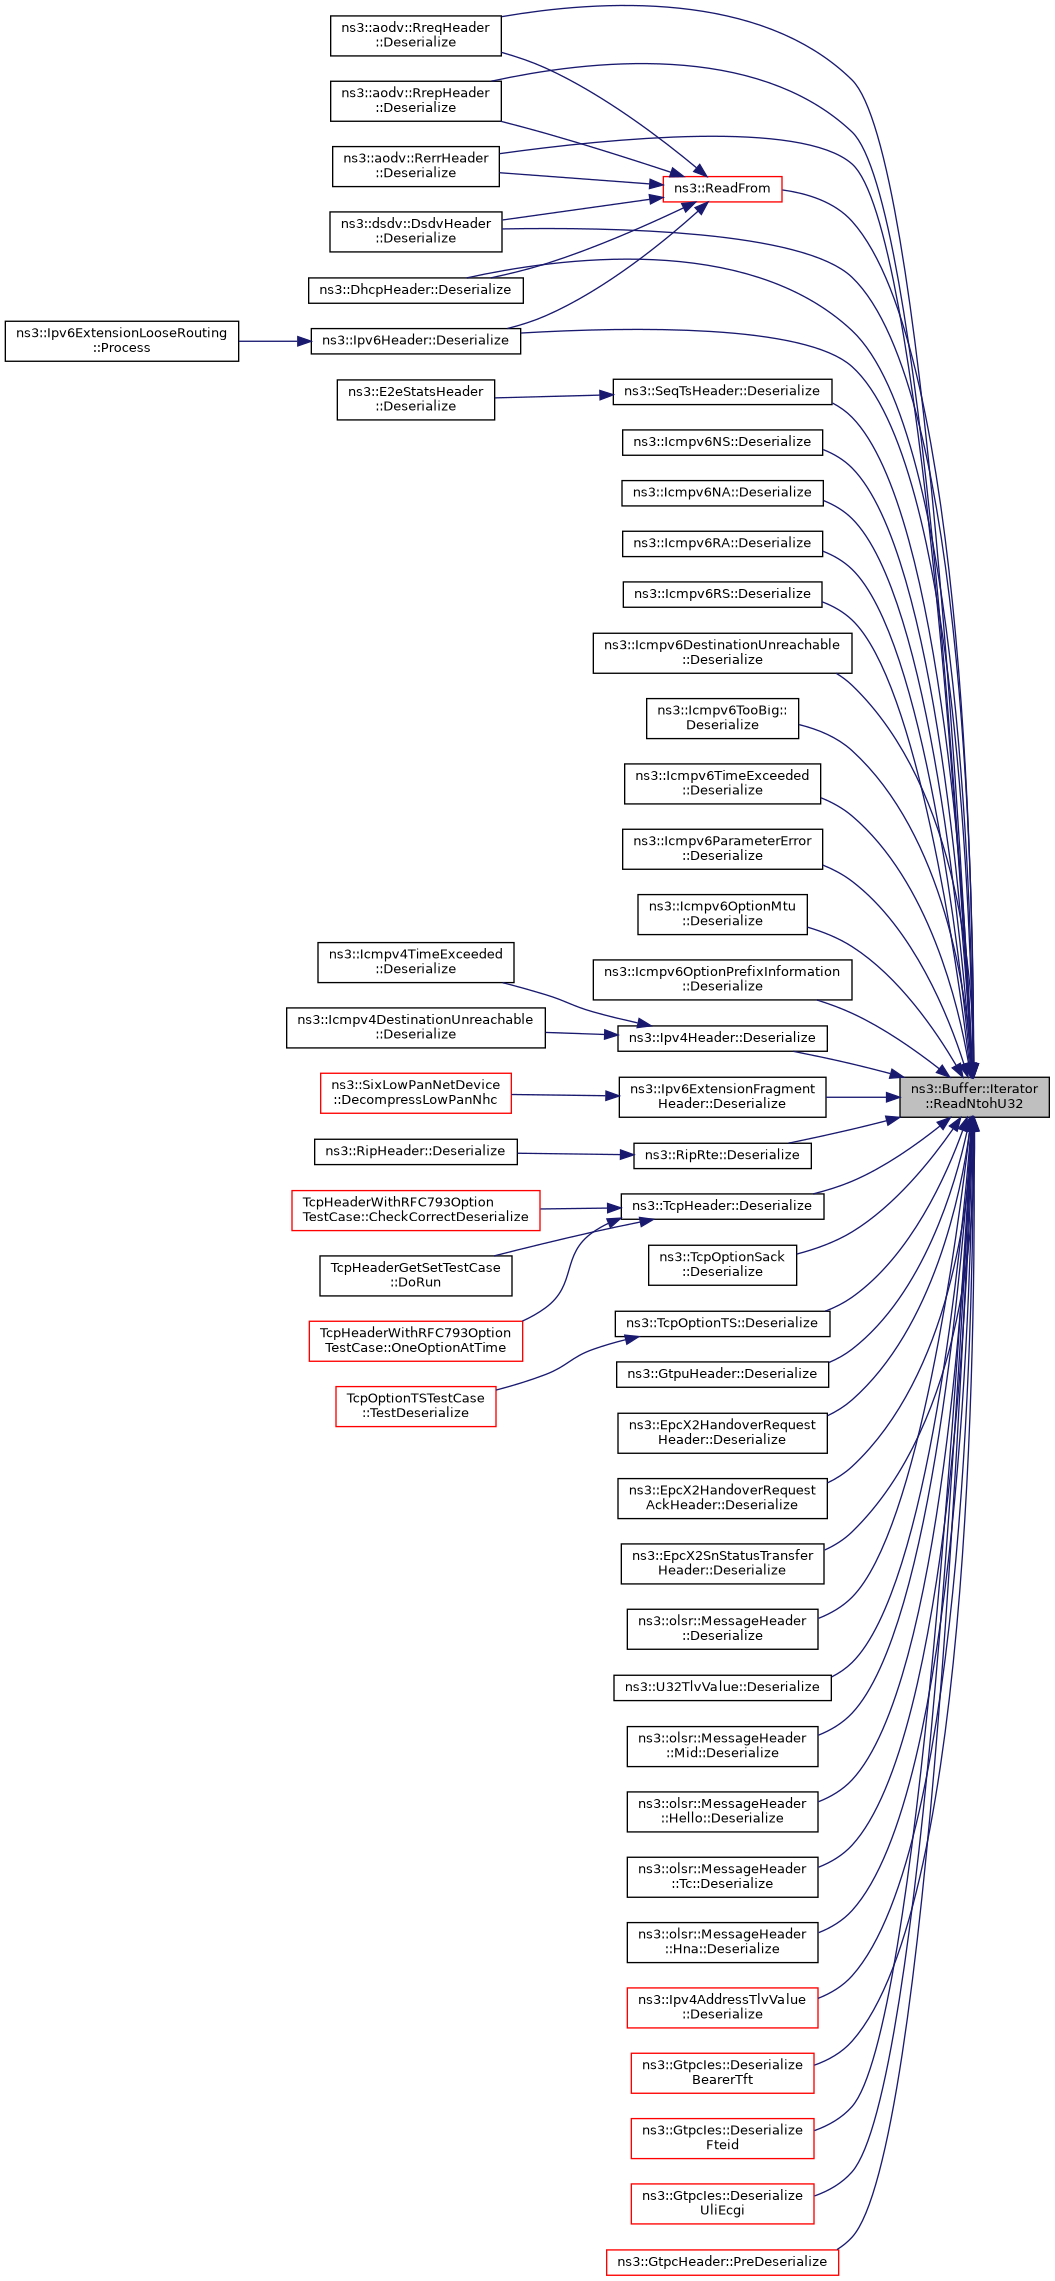 ns3::aodv::RreqHeader
::Deserialize
ns3::aodv::RrepHeader
::Deserialize
ns3::aodv::RerrHeader
::Deserialize
ns3::ReadFrom
ns3::dsdv::DsdvHeader
::Deserialize
ns3::DhcpHeader::Deserialize
ns3::Ipv6ExtensionLooseRouting
::Process
ns3::Ipv6Header::Deserialize
ns3::E2eStatsHeader
::Deserialize
ns3::SeqTsHeader::Deserialize
ns3::Icmpv6NS::Deserialize
ns3::Icmpv6NA::Deserialize
ns3::Icmpv6RA::Deserialize
ns3::Icmpv6RS::Deserialize
ns3::Icmpv6DestinationUnreachable
::Deserialize
ns3::Icmpv6TooBig::
Deserialize
ns3::Icmpv6TimeExceeded
::Deserialize
ns3::Icmpv6ParameterError
::Deserialize
ns3::Icmpv6OptionMtu
::Deserialize
ns3::Icmpv4TimeExceeded
::Deserialize
ns3::Icmpv6OptionPrefixInformation
::Deserialize
ns3::Icmpv4DestinationUnreachable
::Deserialize
ns3::Ipv4Header::Deserialize
ns3::SixLowPanNetDevice
::DecompressLowPanNhc
ns3::Ipv6ExtensionFragment
Header::Deserialize
ns3::Buffer::Iterator
::ReadNtohU32
ns3::RipHeader::Deserialize
ns3::RipRte::Deserialize
TcpHeaderWithRFC793Option
TestCase::CheckCorrectDeserialize
ns3::TcpHeader::Deserialize
TcpHeaderGetSetTestCase
::DoRun
ns3::TcpOptionSack
::Deserialize
TcpHeaderWithRFC793Option
TestCase::OneOptionAtTime
ns3::TcpOptionTS::Deserialize
TcpOptionTSTestCase
::TestDeserialize
ns3::GtpuHeader::Deserialize
ns3::EpcX2HandoverRequest
Header::Deserialize
ns3::EpcX2HandoverRequest
AckHeader::Deserialize
ns3::EpcX2SnStatusTransfer
Header::Deserialize
ns3::olsr::MessageHeader
::Deserialize
ns3::U32TlvValue::Deserialize
ns3::olsr::MessageHeader
::Mid::Deserialize
ns3::olsr::MessageHeader
::Hello::Deserialize
ns3::olsr::MessageHeader
::Tc::Deserialize
ns3::olsr::MessageHeader
::Hna::Deserialize
ns3::Ipv4AddressTlvValue
::Deserialize
ns3::GtpcIes::Deserialize
BearerTft
ns3::GtpcIes::Deserialize
Fteid
ns3::GtpcIes::Deserialize
UliEcgi
ns3::GtpcHeader::PreDeserialize